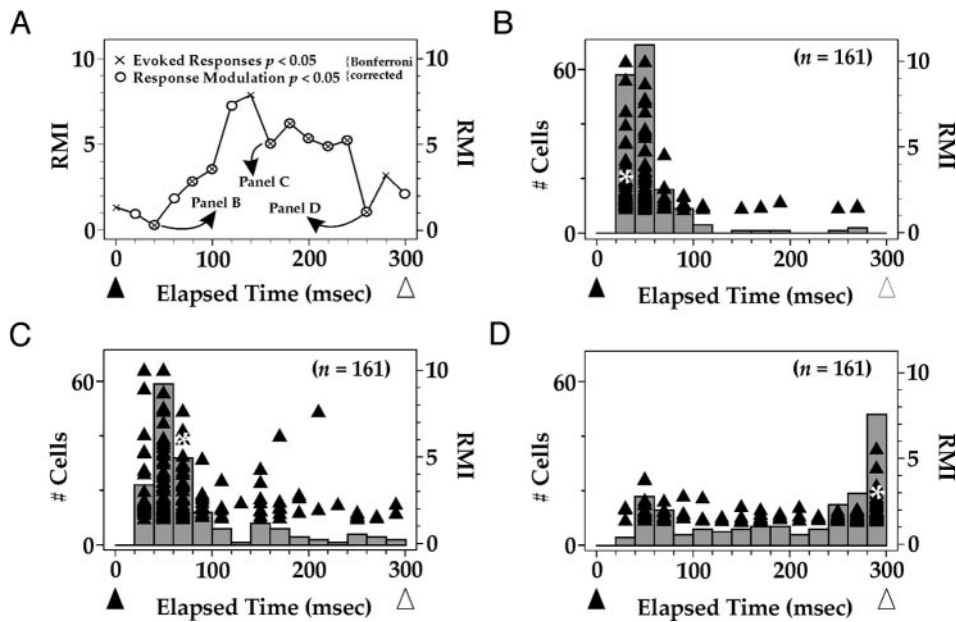 A
10
5
0
RMI
× Evoked Responses p < 0.05
○ Response Modulation p < 0.05
{Bonferroni
{corrected
Panel B
Panel C
Panel D
10
5
0
RMI
0 100 200 300
Elapsed Time (msec)
B
60
0
# Cells
(n = 161)
10
5
0
RMI
0 100 200 300
Elapsed Time (msec)
C
60
0
# Cells
(n = 161)
10
5
0
RMI
0 100 200 300
Elapsed Time (msec)
D
60
0
# Cells
(n = 161)
10
5
0
RMI
0 100 200 300
Elapsed Time (msec)